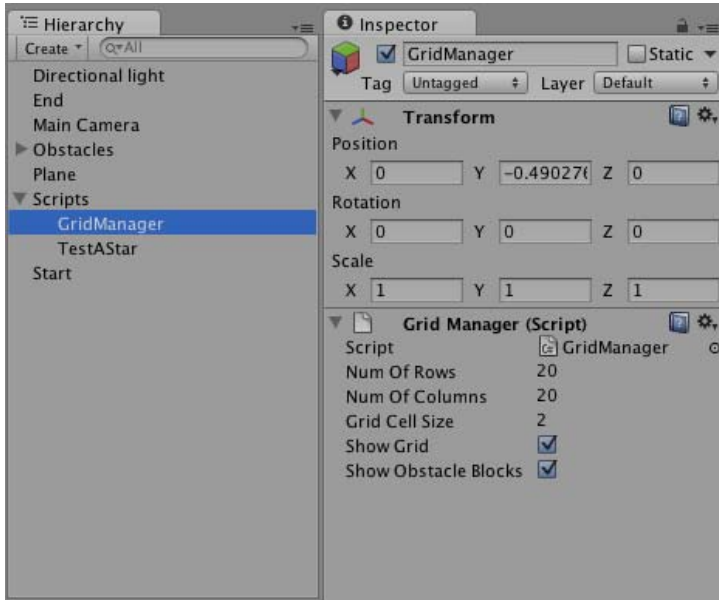 Hierarchy
Create All
Directional light
End
Main Camera
Obstacles
Plane
Scripts
GridManager
TestAStar
Start
Inspector
GridManager Static
Tag Untagged Layer Default
Transform
Position
X 0 Y -0.490276 Z 0
Rotation
X 0 Y 0 Z 0
Scale
X 1 Y 1 Z 1
Grid Manager (Script)
Script C# GridManager
Num Of Rows 20
Num Of Columns 20
Grid Cell Size 2
Show Grid
Show Obstacle Blocks